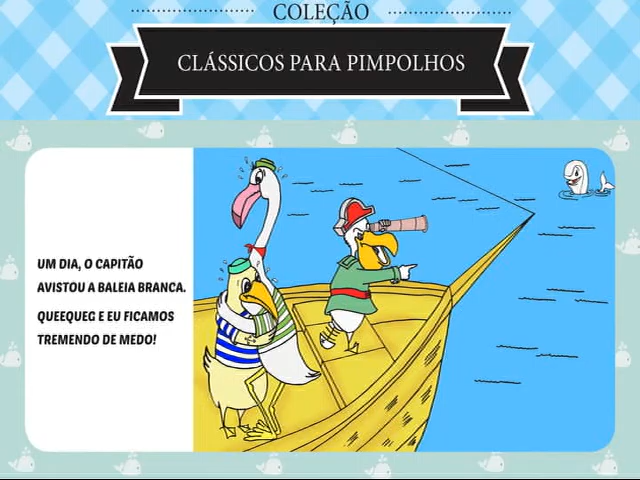 COLEÇÃO
CLÁSSICOS PARA PIMPOLHOS
UM DIA, O CAPITÃO
AVISTOU A BALEIA BRANCA.
QUEEQUEG E EU FICAMOS
TREMENDO DE MEDO!